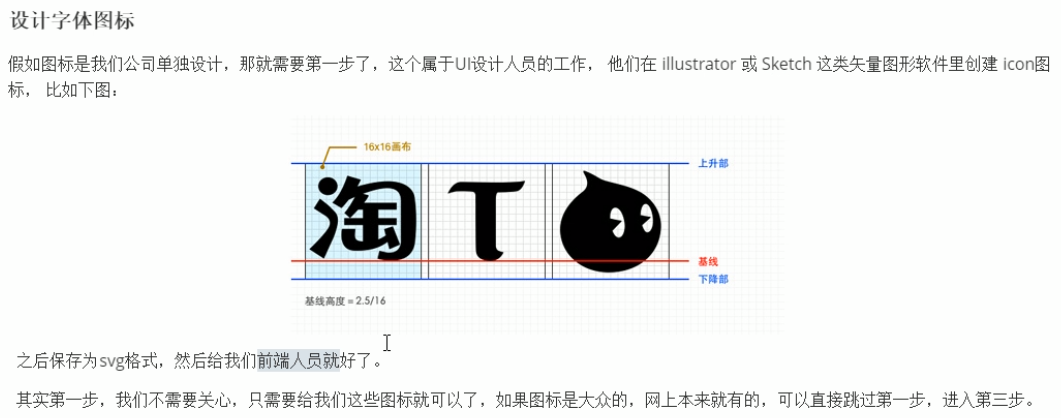 设计字体图标
假如图标是我们公司单独设计，那就需要第一步了，这个属于UI设计人员的工作， 他们在 illustrator 或 Sketch 这类矢量图形软件里创建 icon图
标， 比如下图：
16x16画布
上升部
淘 T
基线
下降部
基线高度 = 2.5/16
之后保存为svg格式，然后给我们前端人员就好了。
其实第一步，我们不需要关心，只需要给我们这些图标就可以了，如果图标是大众的，网上本来就有的，可以直接跳过第一步，进入第三步。